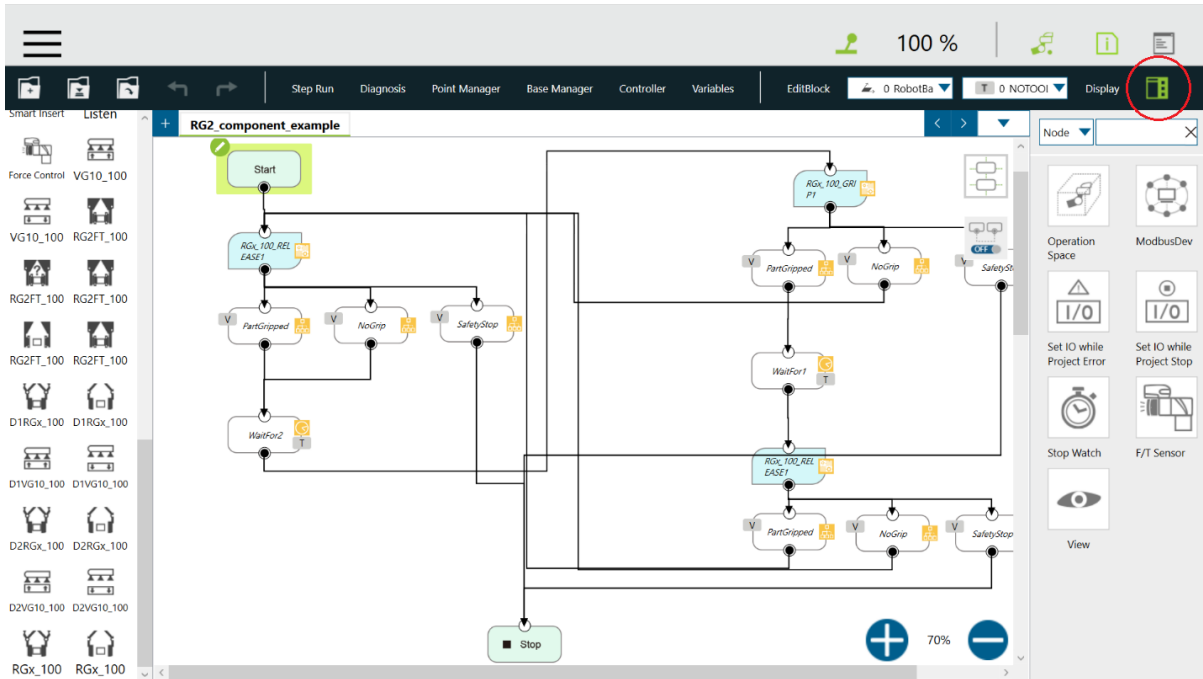 100 %
Step Run
Diagnosis
Point Manager
Base Manager
Controller
Variables
EditBlock
0 RobotBa
T 0 NOTOOl
Display
Smart Insert
Listen
Force Control
VG10_100
VG10_100
RG2FT_100
RG2FT_100
RG2FT_100
RG2FT_100
RG2FT_100
D1RGx_100
D1RGx_100
D1VG10_100
D1VG10_100
D2RGx_100
D2RGx_100
D2VG10_100
D2VG10_100
RGx_100
RGx_100
+
RG2_component_example
Start
RGx_100_REL
EASE1
V
PartGripped
V
NoGrip
V
SafetyStop
WaitFor2
T
Stop
RGx_100_GRI
P1
V
PartGripped
V
NoGrip
V
SafetySt
OFF
WaitFor1
T
RGx_100_REL
EASE1
V
PartGripped
V
NoGrip
V
SafetyStop
70%
Node
Operation
Space
ModbusDev
I/0
Set IO while
Project Error
I/0
Set IO while
Project Stop
Stop Watch
F/T Sensor
View